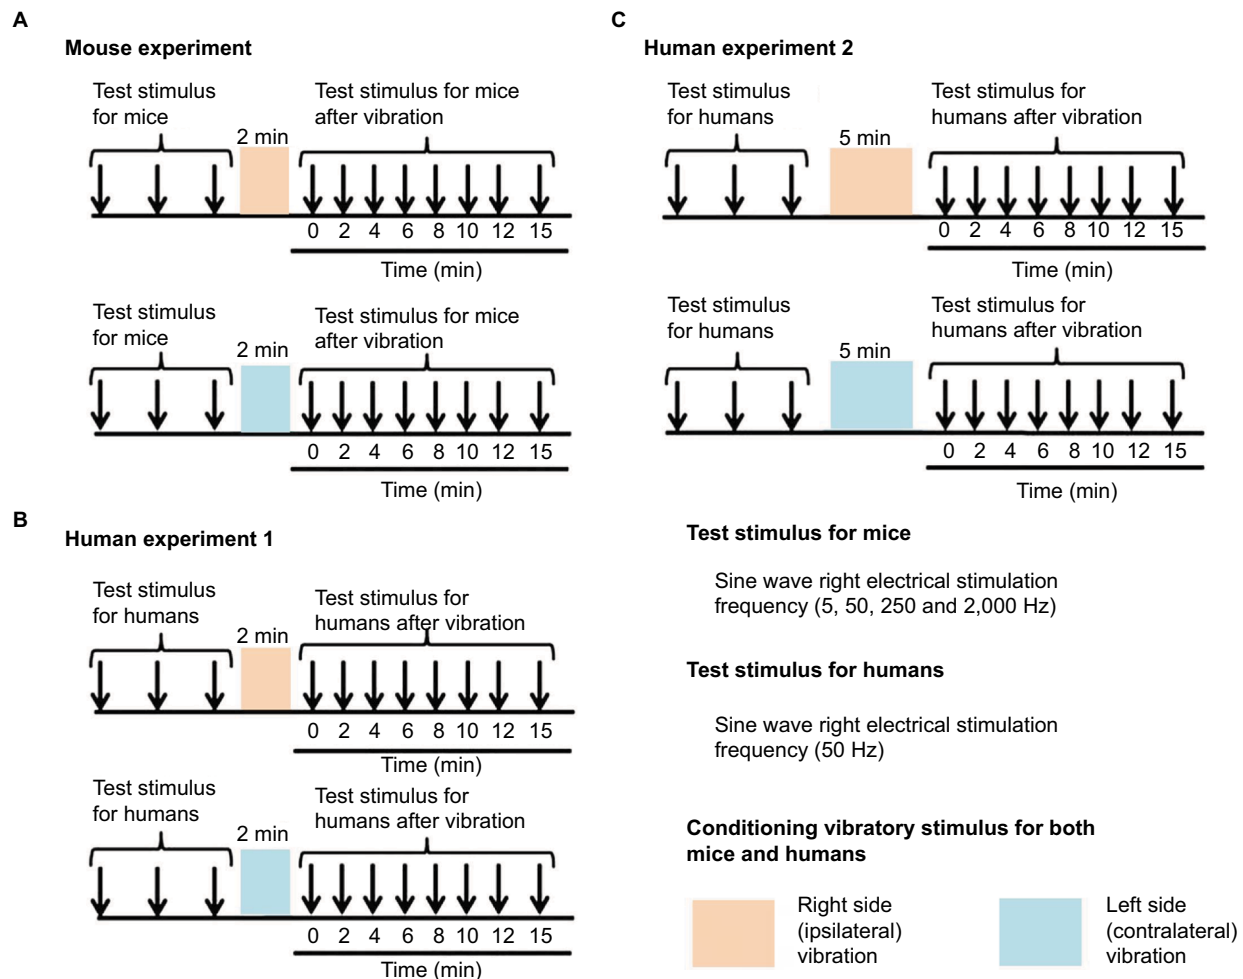 A
Mouse experiment
Test stimulus
for mice
2 min
Test stimulus for mice
after vibration
0 2 4 6 8 10 12 15
Time (min)
Test stimulus
for mice
2 min
Test stimulus for mice
after vibration
0 2 4 6 8 10 12 15
Time (min)
B
Human experiment 1
Test stimulus
for humans
2 min
Test stimulus for
humans after vibration
0 2 4 6 8 10 12 15
Time (min)
Test stimulus
for humans
2 min
Test stimulus for
humans after vibration
0 2 4 6 8 10 12 15
Time (min)
C
Human experiment 2
Test stimulus
for humans
5 min
Test stimulus for
humans after vibration
0 2 4 6 8 10 12 15
Time (min)
Test stimulus
for humans
5 min
Test stimulus for
humans after vibration
0 2 4 6 8 10 12 15
Time (min)
Test stimulus for mice
Sine wave right electrical stimulation
frequency (5, 50, 250 and 2,000 Hz)
Test stimulus for humans
Sine wave right electrical stimulation
frequency (50 Hz)
Conditioning vibratory stimulus for both
mice and humans
Right side
(ipsilateral)
vibration
Left side
(contralateral)
vibration